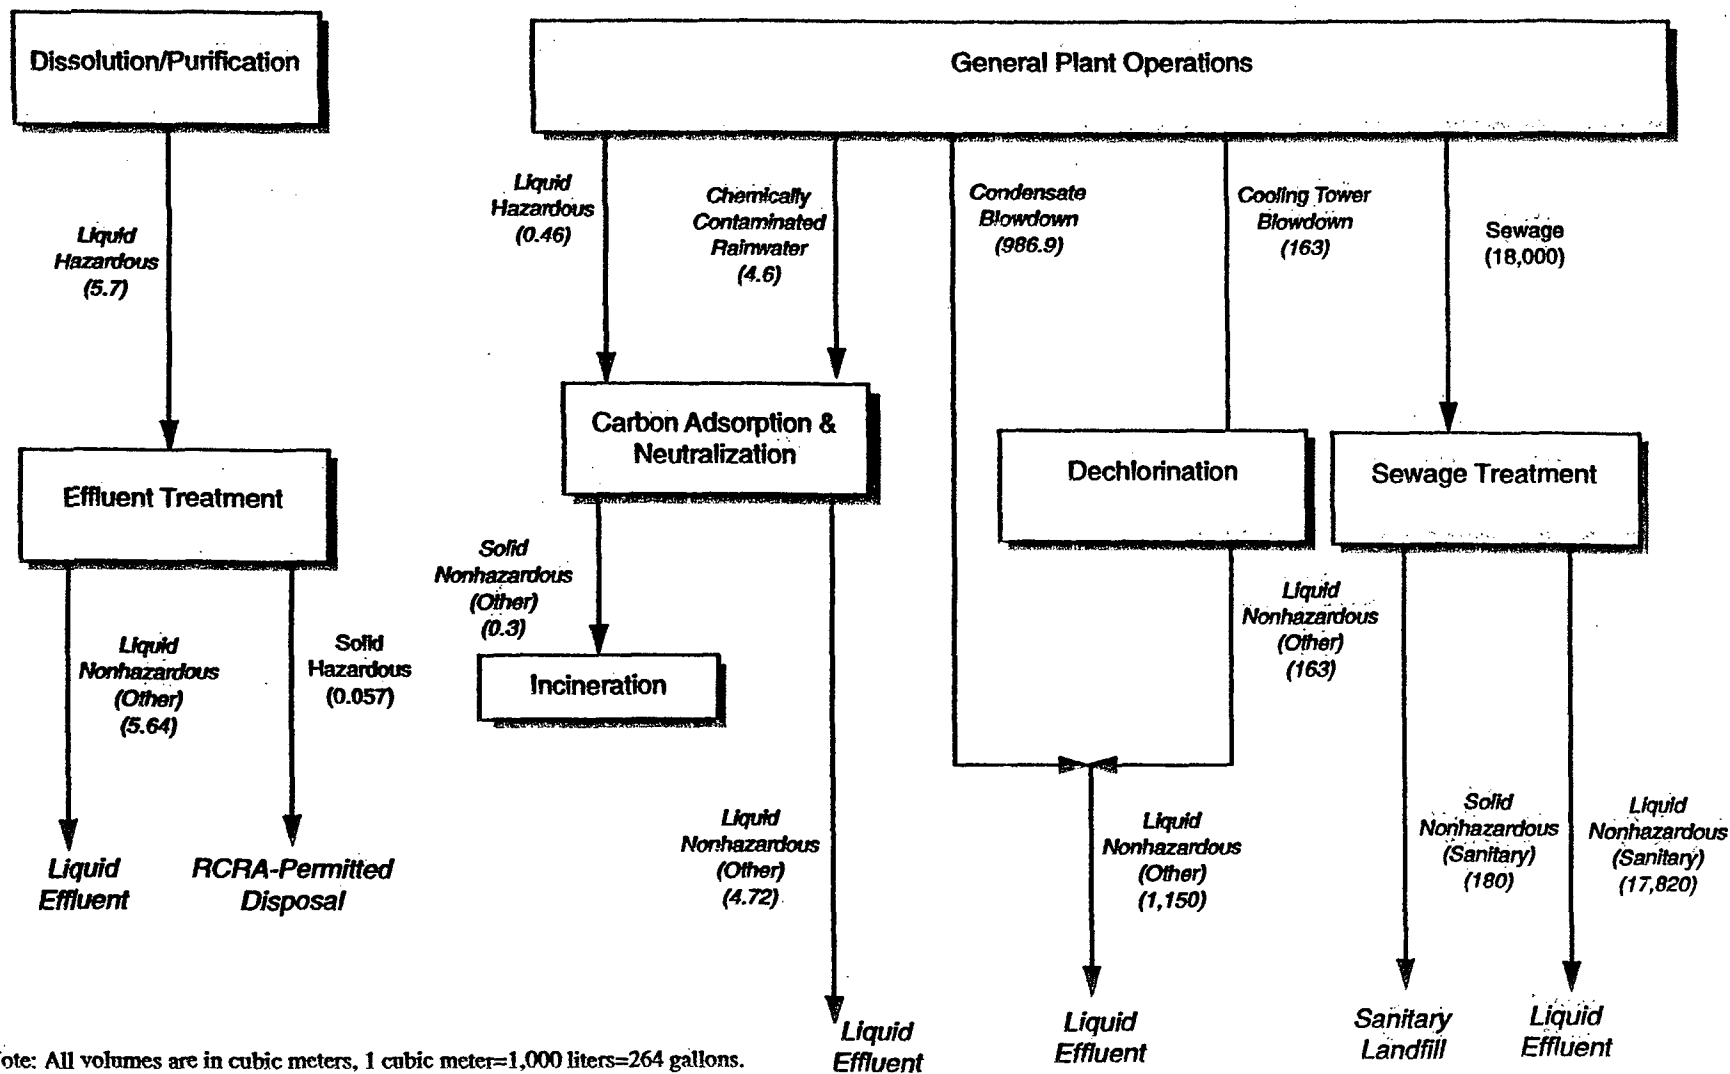 Dissolution/Purification
General Plant Operations
Liquid
Hazardous
(5.7)
Liquid
Hazardous
(0.46)
Chemically
Contaminated
Rainwater
(4.6)
Condensate
Blowdown
(986.9)
Cooling Tower
Blowdown
(163)
Sewage
(18,000)
Effluent Treatment
Carbon Adsorption &
Neutralization
Dechlorination
Sewage Treatment
Liquid
Nonhazardous
(Other)
(5.64)
Solid
Hazardous
(0.057)
Solid
Nonhazardous
(Other)
(0.3)
Incineration
Liquid
Nonhazardous
(Other)
(163)
Liquid
Nonhazardous
(Other)
(4.72)
Liquid
Nonhazardous
(Other)
(1,150)
Solid
Nonhazardous
(Sanitary)
(180)
Liquid
Nonhazardous
(Sanitary)
(17,820)
Liquid
Effluent
RCRA-Permitted
Disposal
Liquid
Effluent
Liquid
Effluent
Sanitary
Landfill
Liquid
Effluent
ote: All volumes are in cubic meters, 1 cubic meter=1,000 liters=264 gallons.